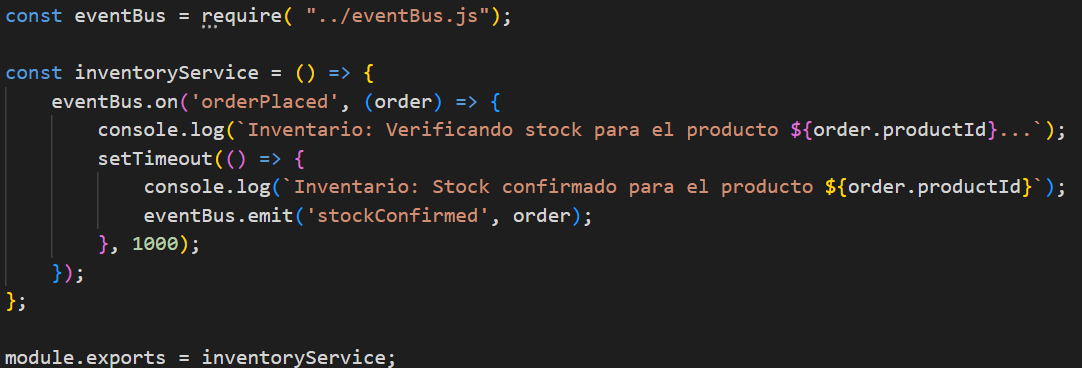 const eventBus = require( "../eventBus.js");
const inventoryService = () => {
    eventBus.on('orderPlaced', (order) => {
        console.log(`Inventario: Verificando stock para el producto ${order.productId}...`);
        setTimeout(() => {
            console.log(`Inventario: Stock confirmado para el producto ${order.productId}`);
            eventBus.emit('stockConfirmed', order);
        }, 1000);
    });
};
module.exports = inventoryService;